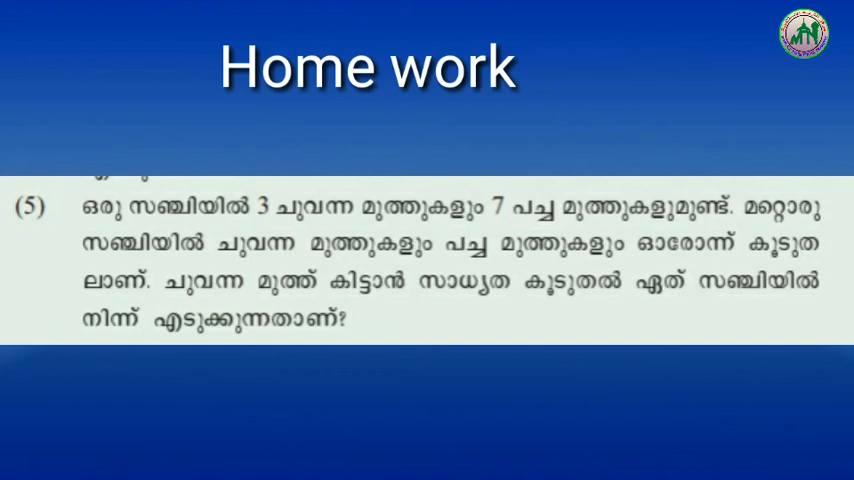 Home work
(5) ഒരു സഞ്ചിയിൽ 3 ചുവന്ന മുത്തുകളും 7 പച്ച മുത്തുകളുമുണ്ട്. മറ്റൊരു
സഞ്ചിയിൽ ചുവന്ന മുത്തുകളും പച്ച മുത്തുകളും ഓരോന്ന് കൂടുത
ലാണ്. ചുവന്ന മുത്ത് കിട്ടാൻ സാധ്യത കൂടുതൽ ഏത് സഞ്ചിയിൽ
നിന്ന് എടുക്കുന്നതാണ്?